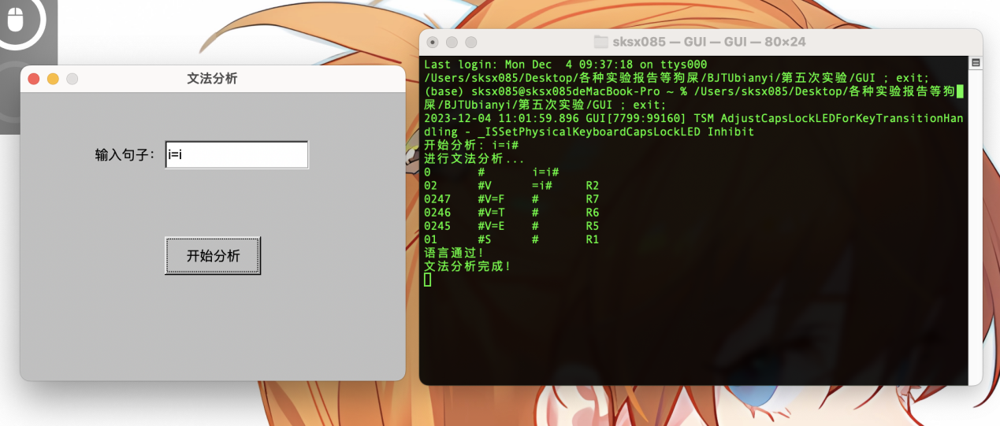 文法分析
输入句子: i=i
开始分析
sksx085 — GUI — GUI — 80×24
Last login: Mon Dec  4 09:37:18 on ttys000
/Users/sksx085/Desktop/各种实验报告等狗屎/BJTUbianyi/第五次实验/GUI ; exit;
(base) sksx085@sksx085deMacBook-Pro ~ % /Users/sksx085/Desktop/各种实验报告等狗
屎/BJTUbianyi/第五次实验/GUI ; exit;
2023-12-04 11:01:59.896 GUI[7799:99160] TSM AdjustCapsLockLEDForKeyTransitionHan
dling - _ISSetPhysicalKeyboardCapsLockLED Inhibit
开始分析: i=i#
进行文法分析...
0 # i=i#
02 #V =i# R2
0247 #V=F # R7
0246 #V=T # R6
0245 #V=E # R5
01 #S # R1
语言通过!
文法分析完成!